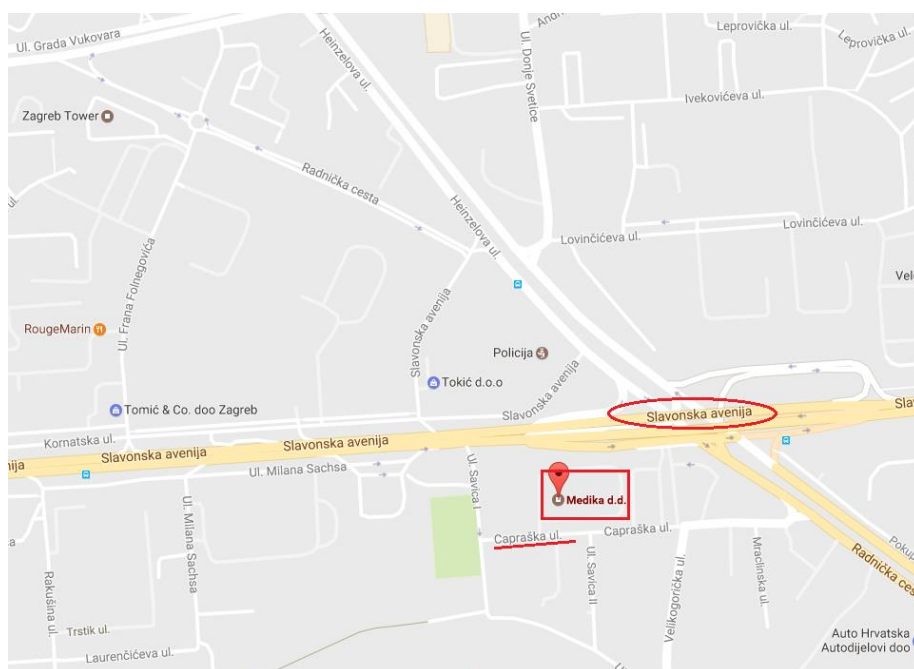 Ul. Grada Vukovara
Heinzelova ul.
Ul. Donje Svetice
Leprovička ul.
Leprovička ul.
Ivekovićeva ul.
Zagreb Tower
Radnička cesta
Heinzelova ul.
Lovinčićeva ul.
Lovinčićeva ul.
Ul. Frana Folnegovića
RougeMarin
Slavonska avenija
Policija
Tokić d.o.o
Slavonska avenija
Tomić & Co. doo Zagreb
Slavonska avenija
Kornatska ul.
Slavonska avenija
Slavonska avenija
Ul. Milana Sachsa
Ul. Savica I
Medika d.d.
Ul. Milana Sachsa
Capraška ul.
Capraška ul.
Ul. Savica II
Velikogorička ul.
Mraclinska ul.
Radnička ces
Rakušina ul.
Trstik ul.
Laurenčićeva ul.
Auto Hrvatska
Autodijelovi doo